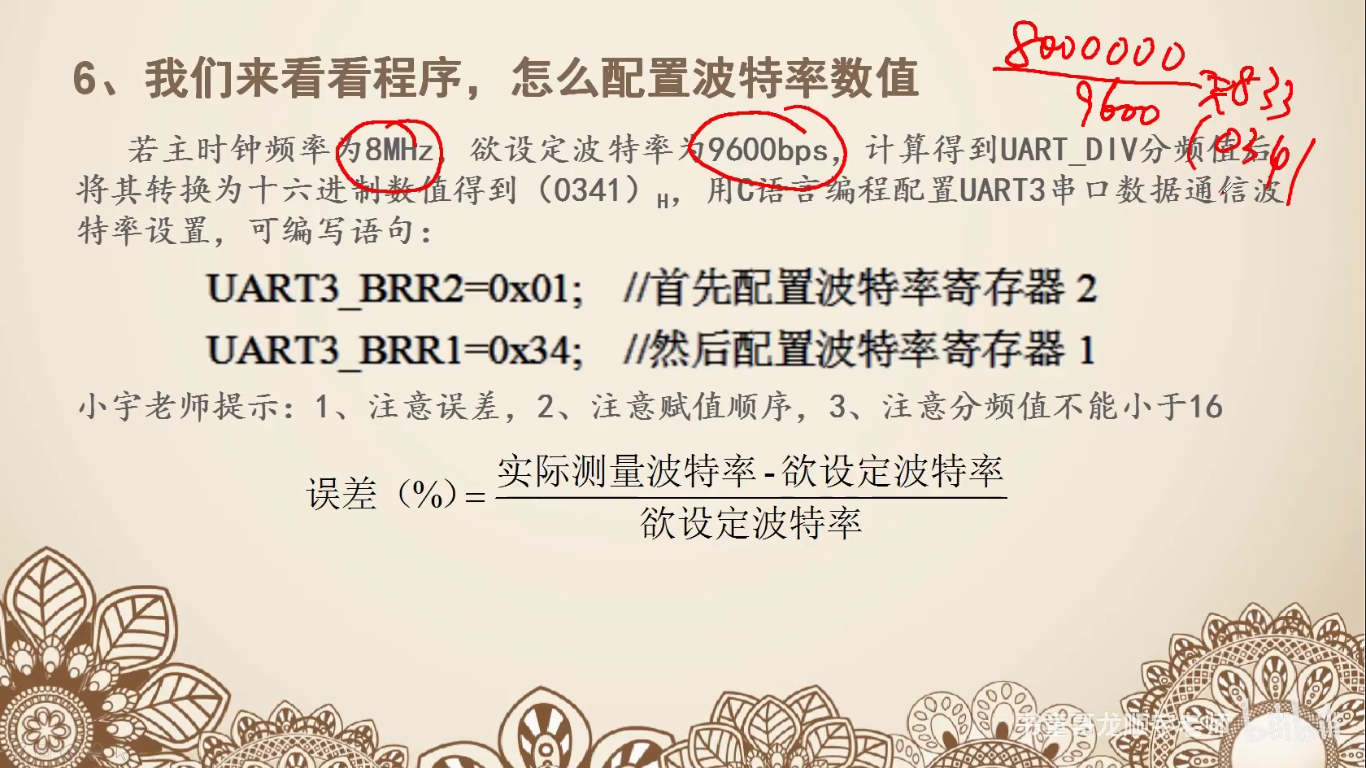 6、我们来看看程序，怎么配置波特率数值
8000000
9600
=833
(0341)
若主时钟频率为8MHz，欲设定波特率为9600bps，计算得到UART_DIV分频值后
将其转换为十六进制数值得到（0341）H，用C语言编程配置UART3串口数据通信波
特率设置，可编写语句：
UART3_BRR2=0x01; //首先配置波特率寄存器 2
UART3_BRR1=0x34; //然后配置波特率寄存器 1
小宇老师提示：1、注意误差，2、注意赋值顺序，3、注意分频值不能小于16
误差（%）= 实际测量波特率-欲设定波特率
欲设定波特率
bilibili